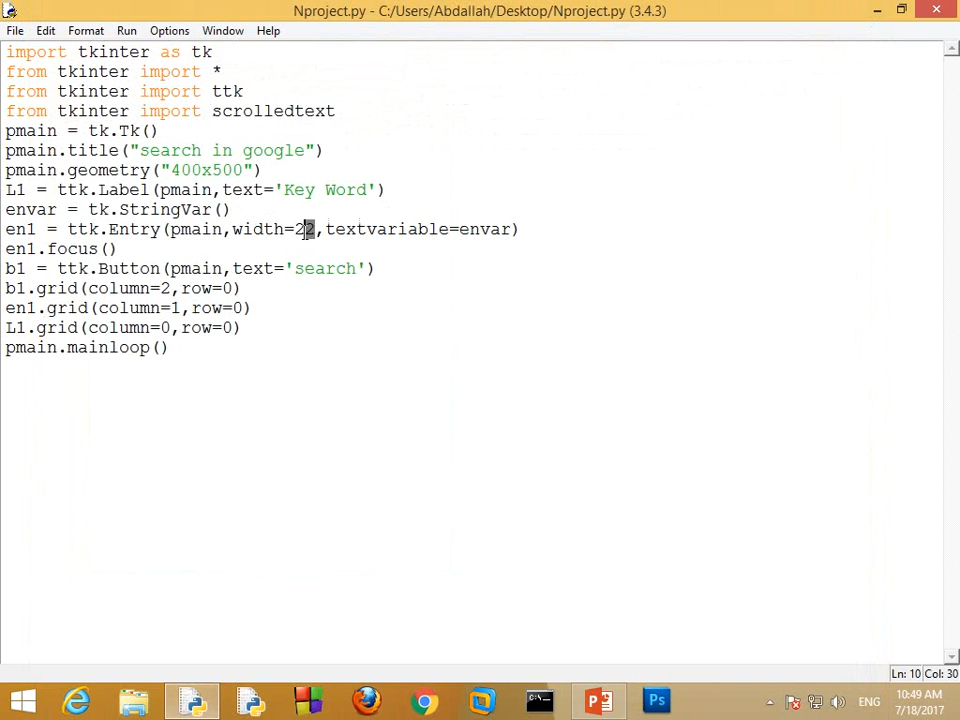 Nproject.py - C:/Users/Abdallah/Desktop/Nproject.py (3.4.3)
File Edit Format Run Options Window Help
import tkinter as tk
from tkinter import *
from tkinter import ttk
from tkinter import scrolledtext
pmain = tk.Tk()
pmain.title("search in google")
pmain.geometry("400x500")
L1 = ttk.Label(pmain,text='Key Word')
envar = tk.StringVar()
en1 = ttk.Entry(pmain,width=22,textvariable=envar)
en1.focus()
b1 = ttk.Button(pmain,text='search')
b1.grid(column=2,row=0)
en1.grid(column=1,row=0)
L1.grid(column=0,row=0)
pmain.mainloop()
Ln: 10 Col: 30
ENG
10:49 AM
7/18/2017